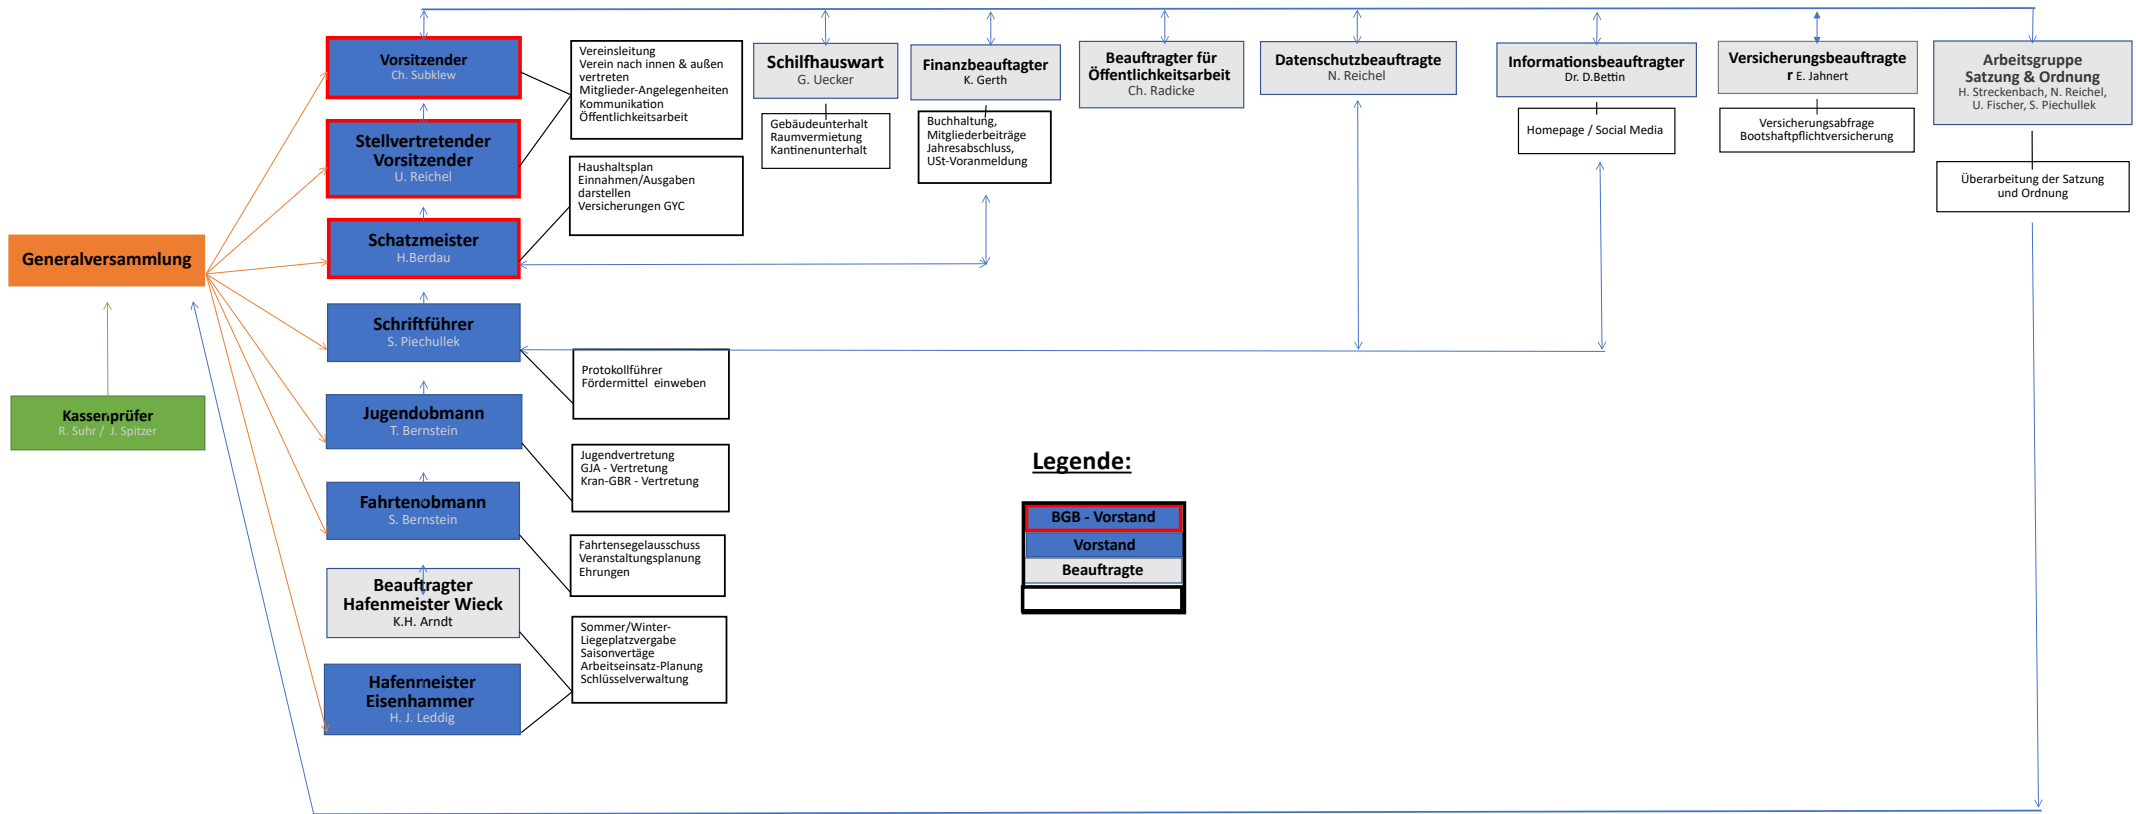 Generalversammlung
Kassenprüfer
R. Suhr / J. Spitzer
Vorsitzender
Ch. Subklew
Stellvertretender
Vorsitzender
U. Reichel
Schatzmeister
H.Berdau
Schriftführer
S. Piechullek
Jugendobmann
T. Bernstein
Fahrtenobmann
S. Bernstein
Beauftragter
Hafenmeister Wieck
K.H. Arndt
Hafenmeister
Eisenhammer
H. J. Leddig
Vereinsleitung
Verein nach innen & außen
vertreten
Mitglieder-Angelegenheiten
Kommunikation
Öffentlichkeitsarbeit
Haushaltsplan
Einnahmen/Ausgaben
darstellen
Versicherungen GYC
Protokollführer
Fördermittel einweben
Jugendvertretung
GJA - Vertretung
Kran-GBR - Vertretung
Fahrtensegelausschuss
Veranstaltungsplanung
Ehrungen
Sommer/Winter-
Liegeplatzvergabe
Saisonvertäge
Arbeitseinsatz-Planung
Schlüsselverwaltung
Schilfhauswart
G. Uecker
Gebäudeunterhalt
Raumvermietung
Kantinenunterhalt
Finanzbeauftagter
K. Gerth
Buchhaltung,
Mitgliederbeiträge
Jahresabschluss,
USt-Voranmeldung
Beauftragter für
Öffentlichkeitsarbeit
Ch. Radicke
Datenschutzbeauftragte
N. Reichel
Informationsbeauftragter
Dr. D.Bettin
Homepage / Social Media
Versicherungsbeauftragte
r E. Jahnert
Versicherungsabfrage
Bootshaftpflichtversicherung
Arbeitsgruppe
Satzung & Ordnung
H. Streckenbach, N. Reichel,
U. Fischer, S. Piechullek
Überarbeitung der Satzung
und Ordnung
Legende:
BGB - Vorstand
Vorstand
Beauftragte